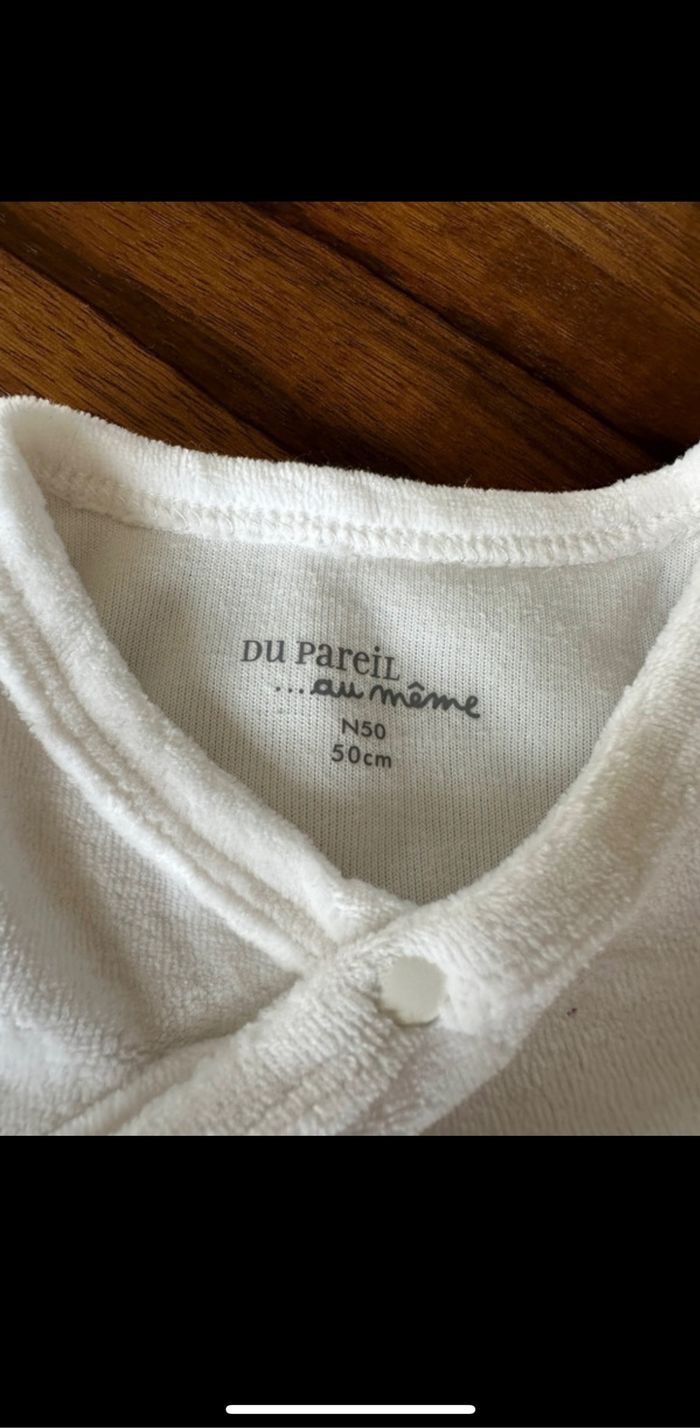 DU PAREIL
...au même
N50
50cm